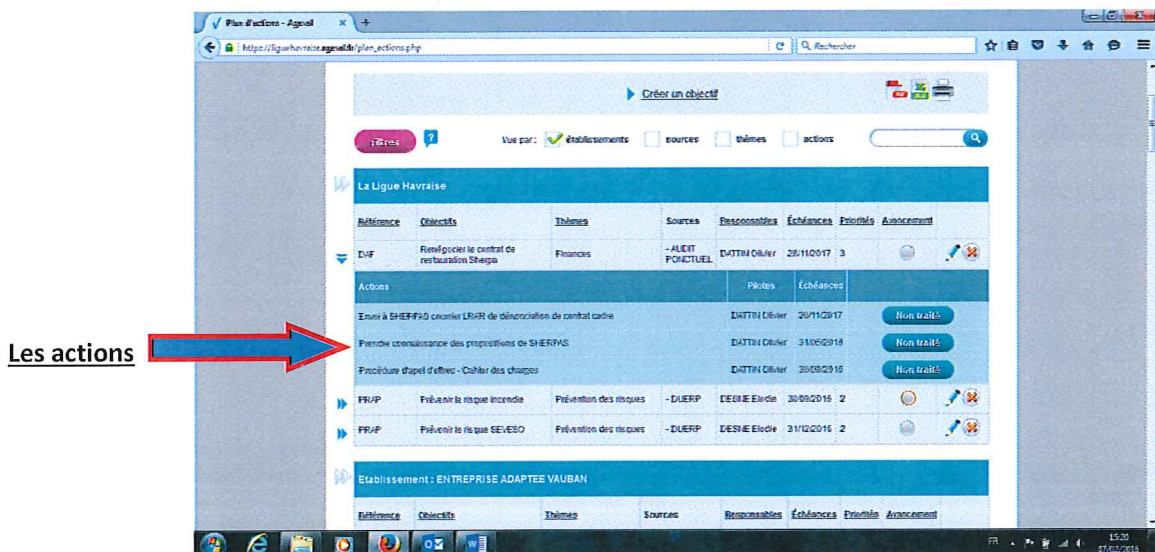 Plan d'actions - Ageval
https://liguehavraise.ageval.fr/plan_actions.php
Rechercher
Créer un objectif
Filtres
?
Vue par : établissements sources thèmes actions
La Ligue Havraise
Référence Objectifs Thèmes Sources Responsables Échéances Priorités Avancement
DAF Renégocier le contrat de restauration Sherpa Finances - AUDIT PONCTUEL DATTIN Olivier 28/11/2017 3
Actions Pilotes Échéances
Envoi à SHERPAS courrier LRAR de dénonciation de contrat cadre DATTIN Olivier 26/11/2017 Non traité
Prendre connaissance des propositions de SHERPAS DATTIN Olivier 31/05/2016 Non traité
Procédure d'apel d'offres - Cahier des charges DATTIN Olivier 30/09/2016 Non traité
Les actions
PRAP Prévenir le risque incendie Prévention des risques - DUERP DESNE Elodie 30/09/2016 2
PRAP Prévenir le risque SEVESO Prévention des risques - DUERP DESNE Elodie 31/12/2016 2
Etablissement : ENTREPRISE ADAPTEE VAUBAN
Référence Objectifs Thèmes Sources Responsables Échéances Priorités Avancement
FR
15:20
17/02/2016